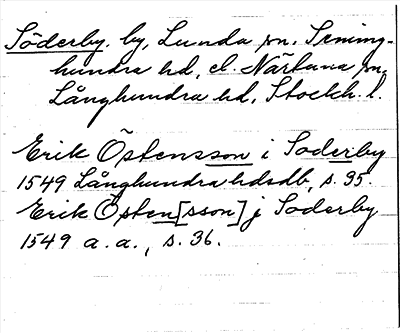 Söderby. by, Lunda sn. Seming-
hundra hd, el. Närtuna sn.
Långhundra hd, Stockh. l.
Erik Östensson i Soderby
1549 Långhundra hdsdb, s. 35.
Erik Östen[sson] j Söderby
1549 a. a., s. 36.